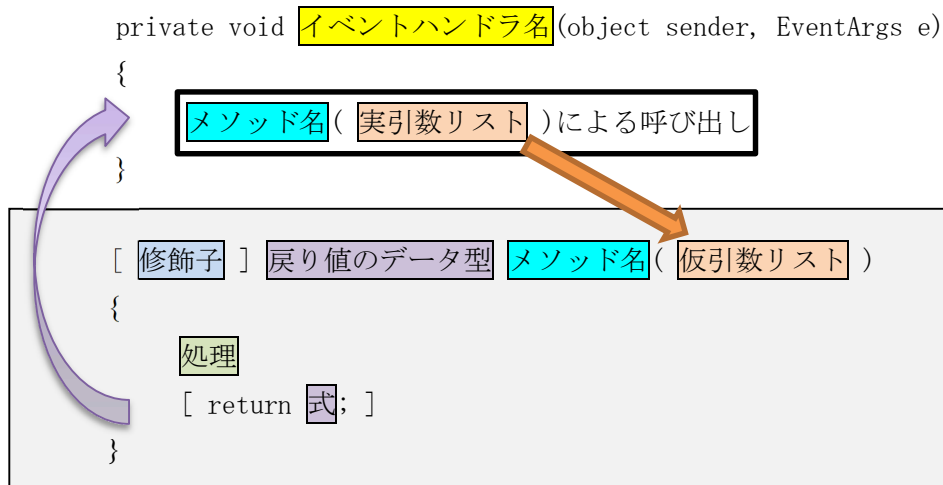 private void イベントハンドラ名(object sender, EventArgs e)
{
メソッド名( 実引数リスト )による呼び出し
}
[ 修飾子 ] 戻り値のデータ型 メソッド名( 仮引数リスト )
{
処理
[ return 式; ]
}